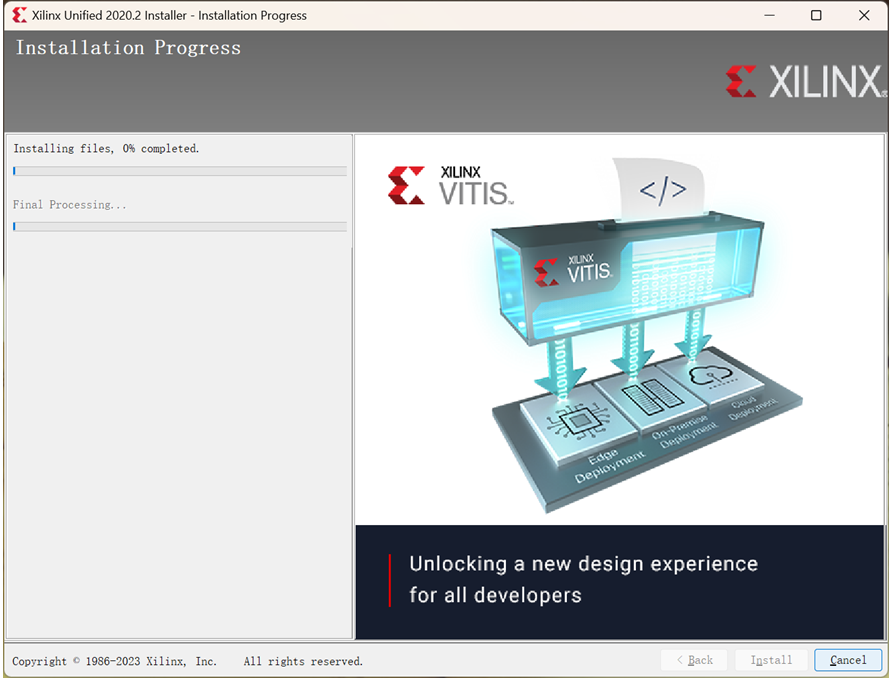 Xilinx Unified 2020.2 Installer - Installation Progress
Installation Progress
XILINX®
Installing files, 0% completed.
Final Processing...
XILINX
VITIS™
</>
XILINX
VITIS™
Edge
Deployment
On-Premise
Deployment
Cloud
Deployment
Unlocking a new design experience
for all developers
Copyright © 1986-2023 Xilinx, Inc. All rights reserved.
< Back
Install
Cancel